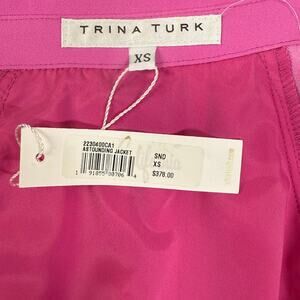 TRINA TURK
XS
2230400CA1
ASTOUNDING JACKET
SND
XS
$378.00